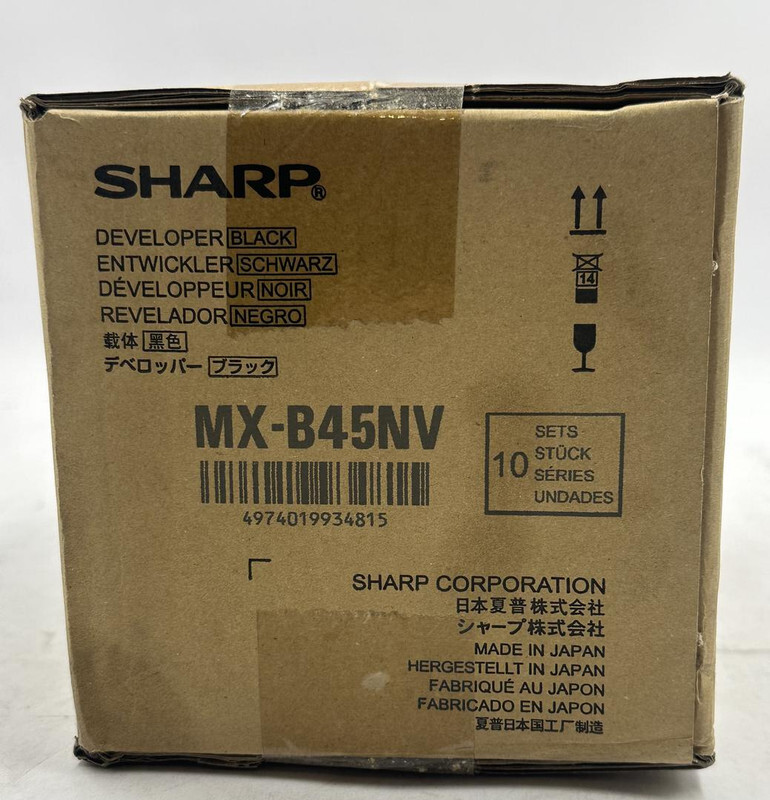 SHARP®
DEVELOPER BLACK
ENTWICKLER SCHWARZ
DÉVELOPPEUR NOIR
REVELADOR NEGRO
载体 黑色
デベロッパー ブラック
14
MX-B45NV
4974019934815
10
SETS
STÜCK
SÉRIES
UNDADES
SHARP CORPORATION
日本夏普株式会社
シャープ株式会社
MADE IN JAPAN
HERGESTELLT IN JAPAN
FABRIQUÉ AU JAPON
FABRICADO EN JAPON
夏普日本国工厂制造